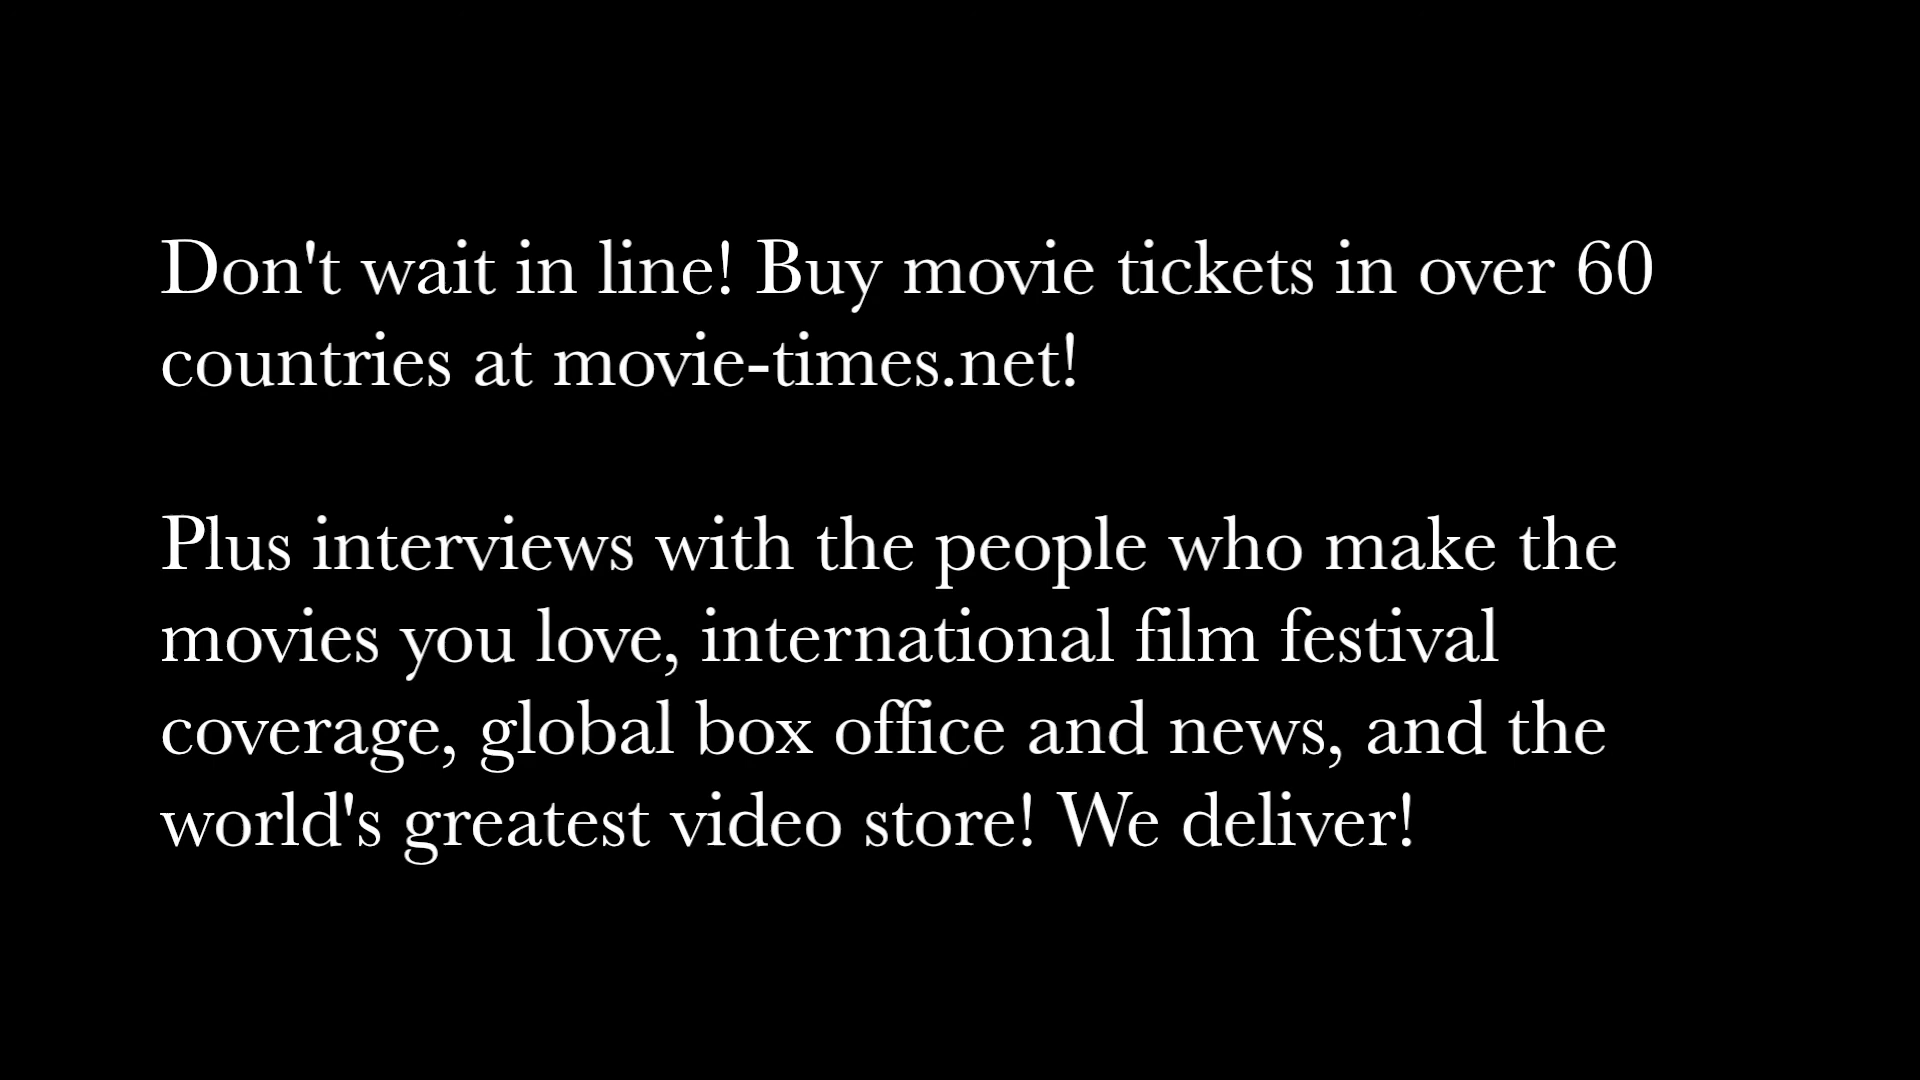 Don't wait in line! Buy movie tickets in over 60
countries at movie-times.net!
Plus interviews with the people who make the
movies you love, international film festival
coverage, global box office and news, and the
world's greatest video store! We deliver!